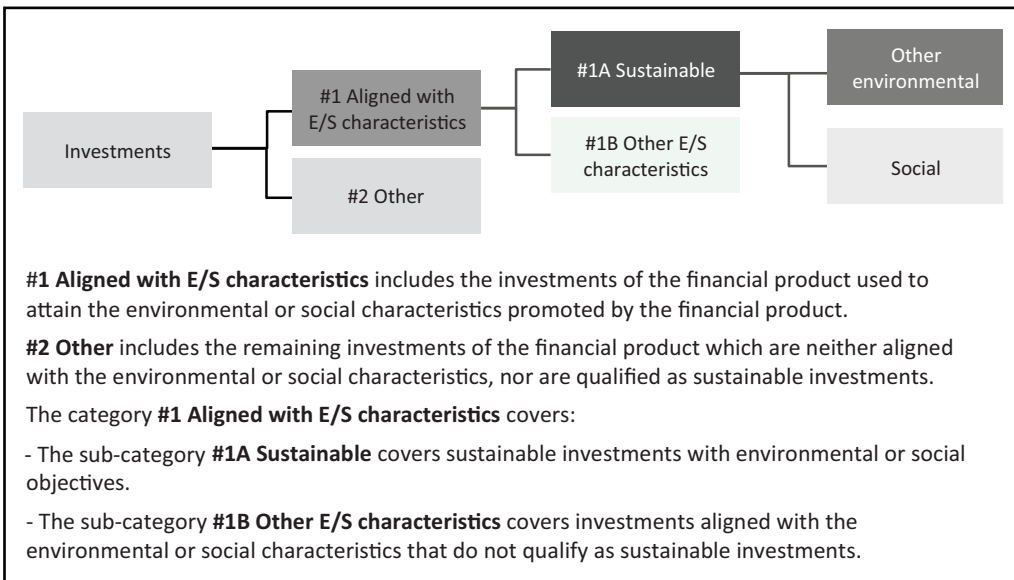 Investments
#1 Aligned with
E/S characteristics
#2 Other
#1A Sustainable
#1B Other E/S
characteristics
Other
environmental
Social
#1 Aligned with E/S characteristics includes the investments of the financial product used to
attain the environmental or social characteristics promoted by the financial product.
#2 Other includes the remaining investments of the financial product which are neither aligned
with the environmental or social characteristics, nor are qualified as sustainable investments.
The category #1 Aligned with E/S characteristics covers:
- The sub-category #1A Sustainable covers sustainable investments with environmental or social
objectives.
- The sub-category #1B Other E/S characteristics covers investments aligned with the
environmental or social characteristics that do not qualify as sustainable investments.